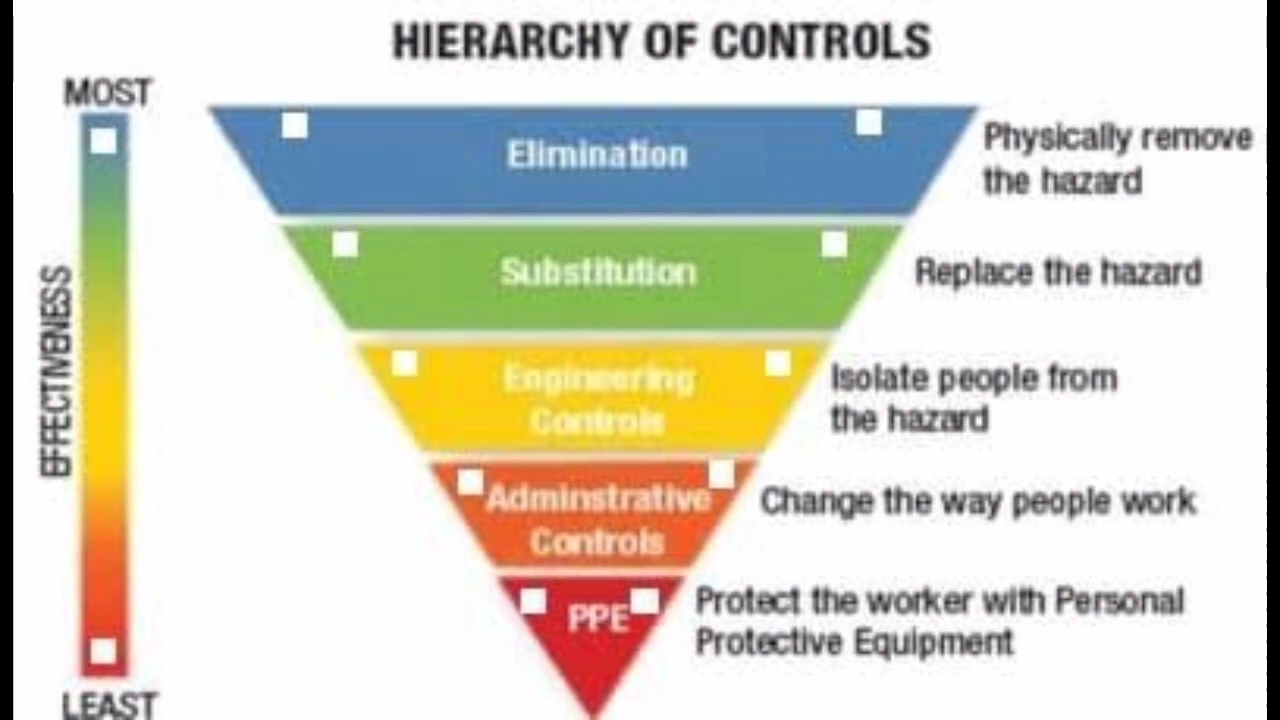 HIERARCHY OF CONTROLS
MOST
EFFECTIVENESS
LEAST
Elimination
Physically remove
the hazard
Substitution
Replace the hazard
Engineering
Controls
Isolate people from
the hazard
Adminstrative
Controls
Change the way people work
PPE
Protect the worker with Personal
Protective Equipment